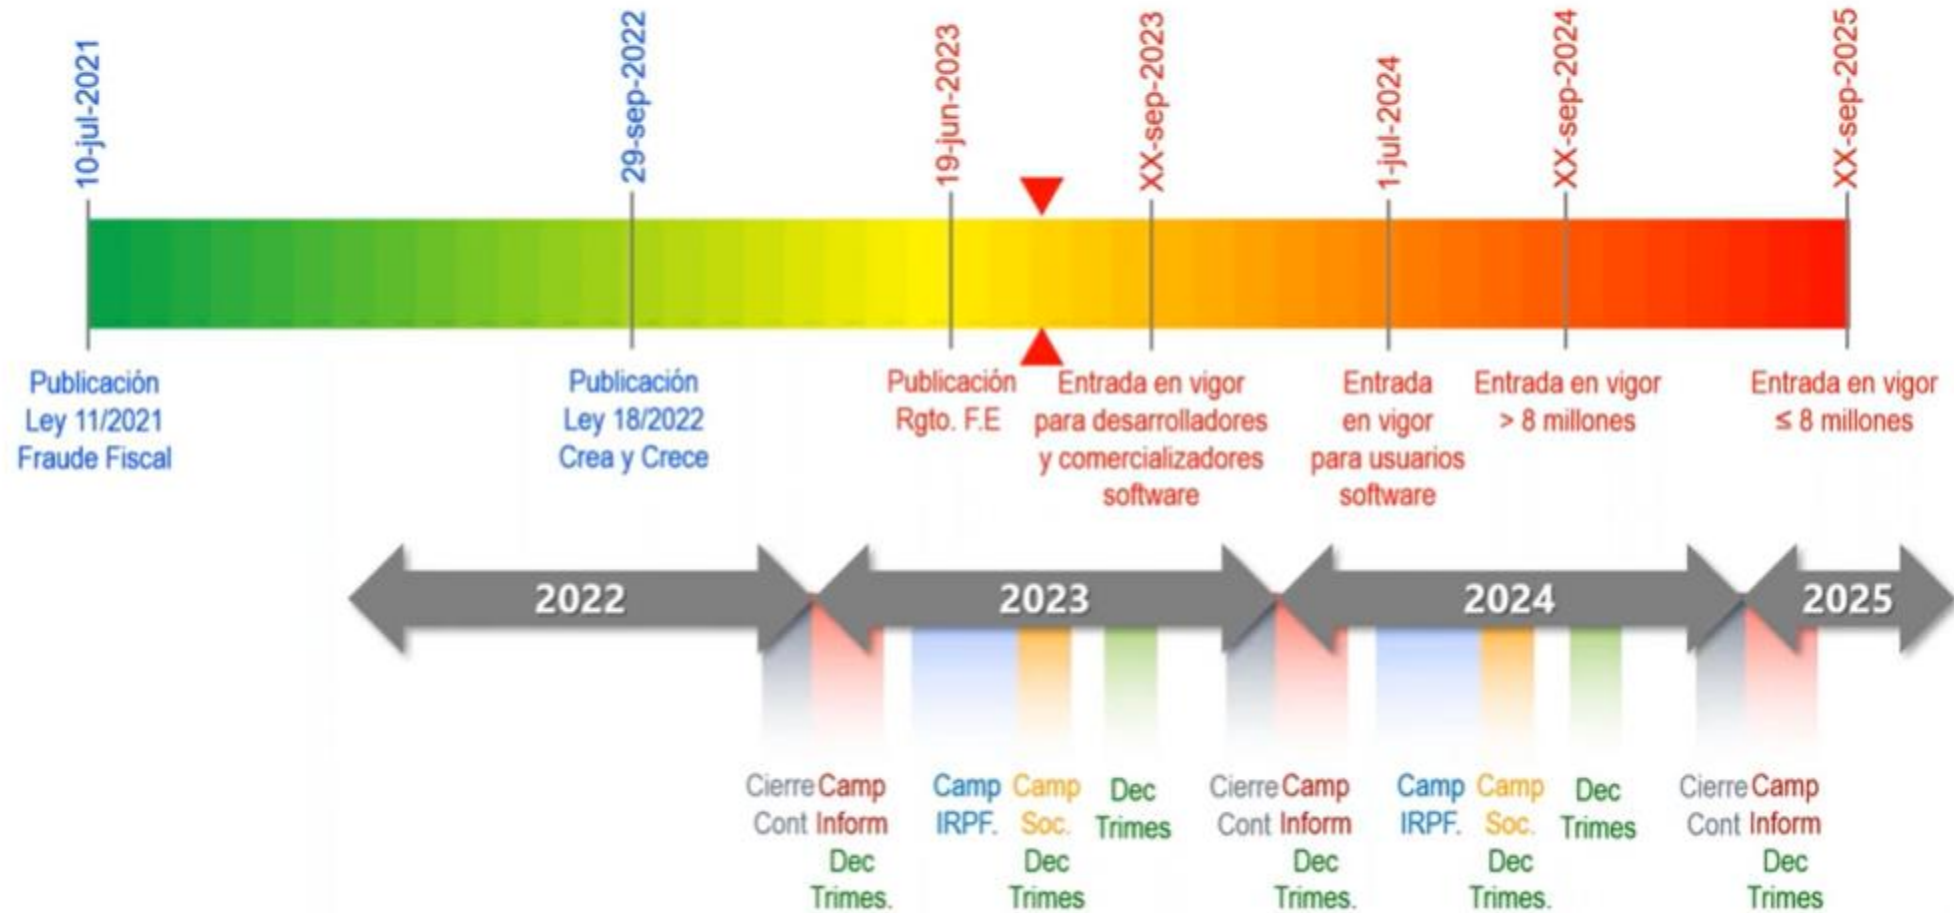 10-jul-2021
29-sep-2022
19-jun-2023
XX-sep-2023
1-jul-2024
XX-sep-2024
XX-sep-2025
Publicación
Ley 11/2021
Fraude Fiscal
Publicación
Ley 18/2022
Crea y Crece
Publicación
Rgto. F.E
Entrada en vigor
para desarrolladores
y comercializadores
software
Entrada
en vigor
para usuarios
software
Entrada en vigor
> 8 millones
Entrada en vigor
≤ 8 millones
2022
2023
2024
2025
Cierre
Cont
Camp
Inform
Dec
Trimes.
Camp
IRPF.
Camp
Soc.
Dec
Trimes
Dec
Trimes
Cierre
Cont
Camp
Inform
Dec
Trimes.
Camp
IRPF.
Camp
Soc.
Dec
Trimes.
Dec
Trimes
Cierre
Cont
Camp
Inform
Dec
Trimes